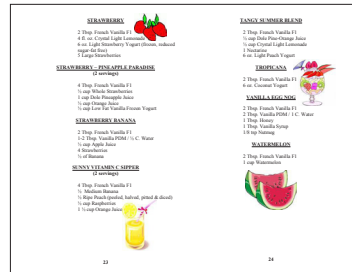 STRAWBERRY
2 Tbsp. French Vanilla F1
4 fl. oz. Crystal Light Lemonade
6 oz. Light Strawberry Yogurt (frozen, reduced
sugar-fat free)
5 Large Strawberries
STRAWBERRY – PINEAPPLE PARADISE
(2 servings)
4 Tbsp. French Vanilla F1
½ cup Whole Strawberries
1 cup Dole Pineapple Juice
½ cup Orange Juice
½ cup Low Fat Vanilla Frozen Yogurt
STRAWBERRY BANANA
2 Tbsp. French Vanilla F1
1-2 Tbsp. Vanilla PDM / ½ C. Water
½ cup Apple Juice
4 Strawberries
½ of Banana
SUNNY VITAMIN C SIPPER
(2 servings)
4 Tbsp. French Vanilla F1
½ Medium Banana
½ Ripe Peach (peeled, halved, pitted & diced)
½ cup Raspberries
1 ½ cup Orange Juice
23
TANGY SUMMER BLEND
2 Tbsp. French Vanilla F1
½ cup Dole Pine-Orange Juice
½ cup Crystal Light Lemonade
1 Nectarine
6 oz. Light Peach Yogurt
TROPICANA
2 Tbsp. French Vanilla F1
6 oz. Coconut Yogurt
VANILLA EGG NOG
2 Tbsp. French Vanilla F1
2 Tbsp. Vanilla PDM / 1 C. Water
1 Tbsp. Honey
1 Tbsp. Vanilla Syrup
1/8 tsp Nutmeg
WATERMELON
2 Tbsp. French Vanilla F1
1 cup Watermelon
24